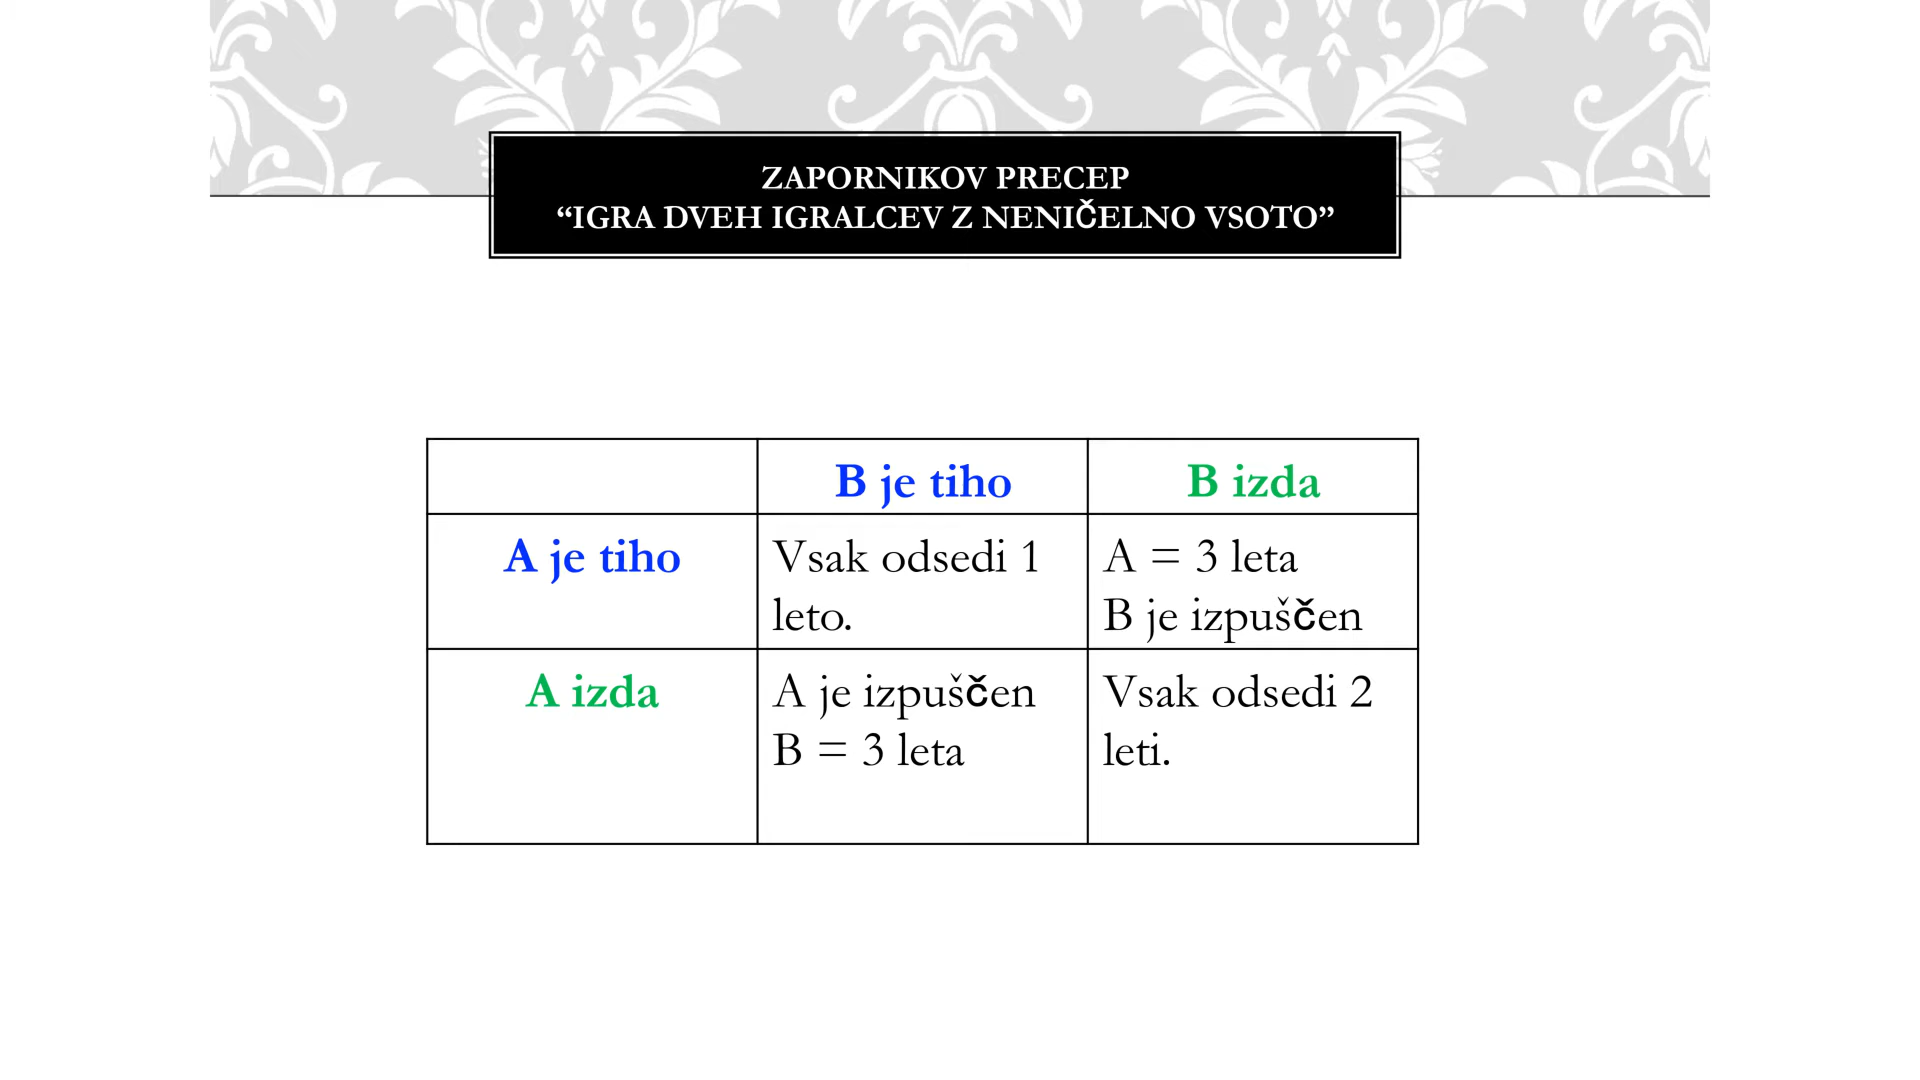 ZAPORNIKOV PRECEP
“IGRA DVEH IGRALCEV Z NENIČELNO VSOTO”
B je tiho
B izda
A je tiho
Vsak odsedi 1
leto.
A = 3 leta
B je izpuščen
A izda
A je izpuščen
B = 3 leta
Vsak odsedi 2
leti.